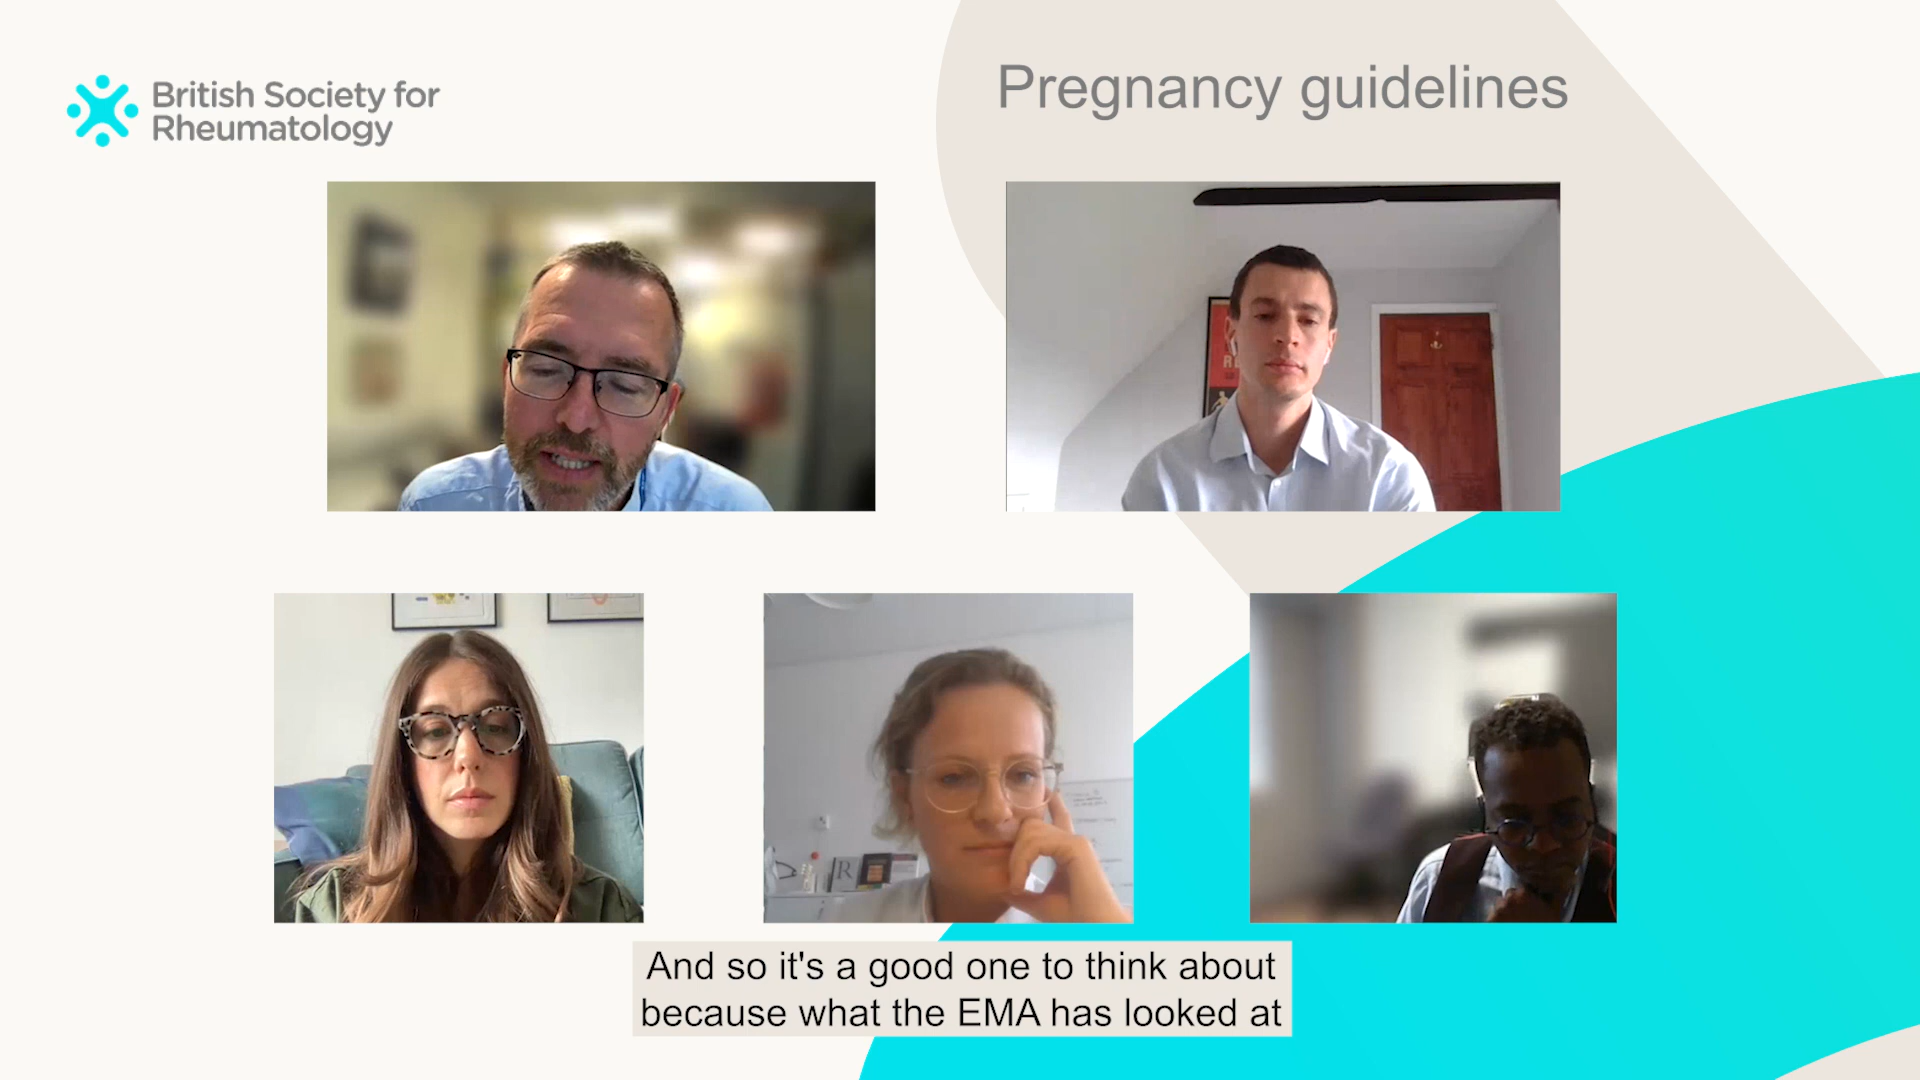 British Society for
Rheumatology
Pregnancy guidelines
R
And so it's a good one to think about
because what the EMA has looked at